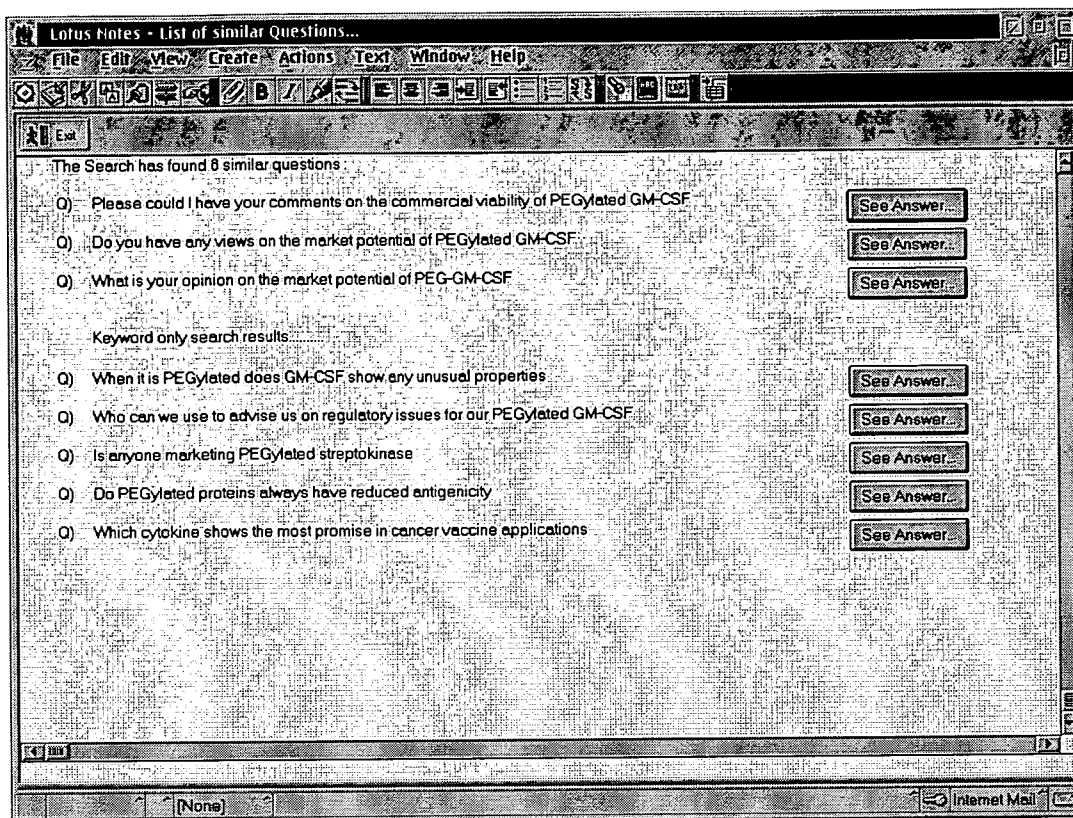 Lotus Notes - List of similar Questions...
File Edit View Create Actions Text Window Help
B I
Exit
The Search has found 8 similar questions :
Q) Please could I have your comments on the commercial viability of PEGylated GM-CSF See Answer...
Q) Do you have any views on the market potential of PEGylated GM-CSF See Answer...
Q) What is your opinion on the market potential of PEG-GM-CSF See Answer...
Keyword only search results..........
Q) When it is PEGylated does GM-CSF show any unusual properties See Answer...
Q) Who can we use to advise us on regulatory issues for our PEGylated GM-CSF See Answer...
Q) Is anyone marketing PEGylated streptokinase See Answer...
Q) Do PEGylated proteins always have reduced antigenicity See Answer...
Q) Which cytokine shows the most promise in cancer vaccine applications See Answer...
[None] Internet Mail